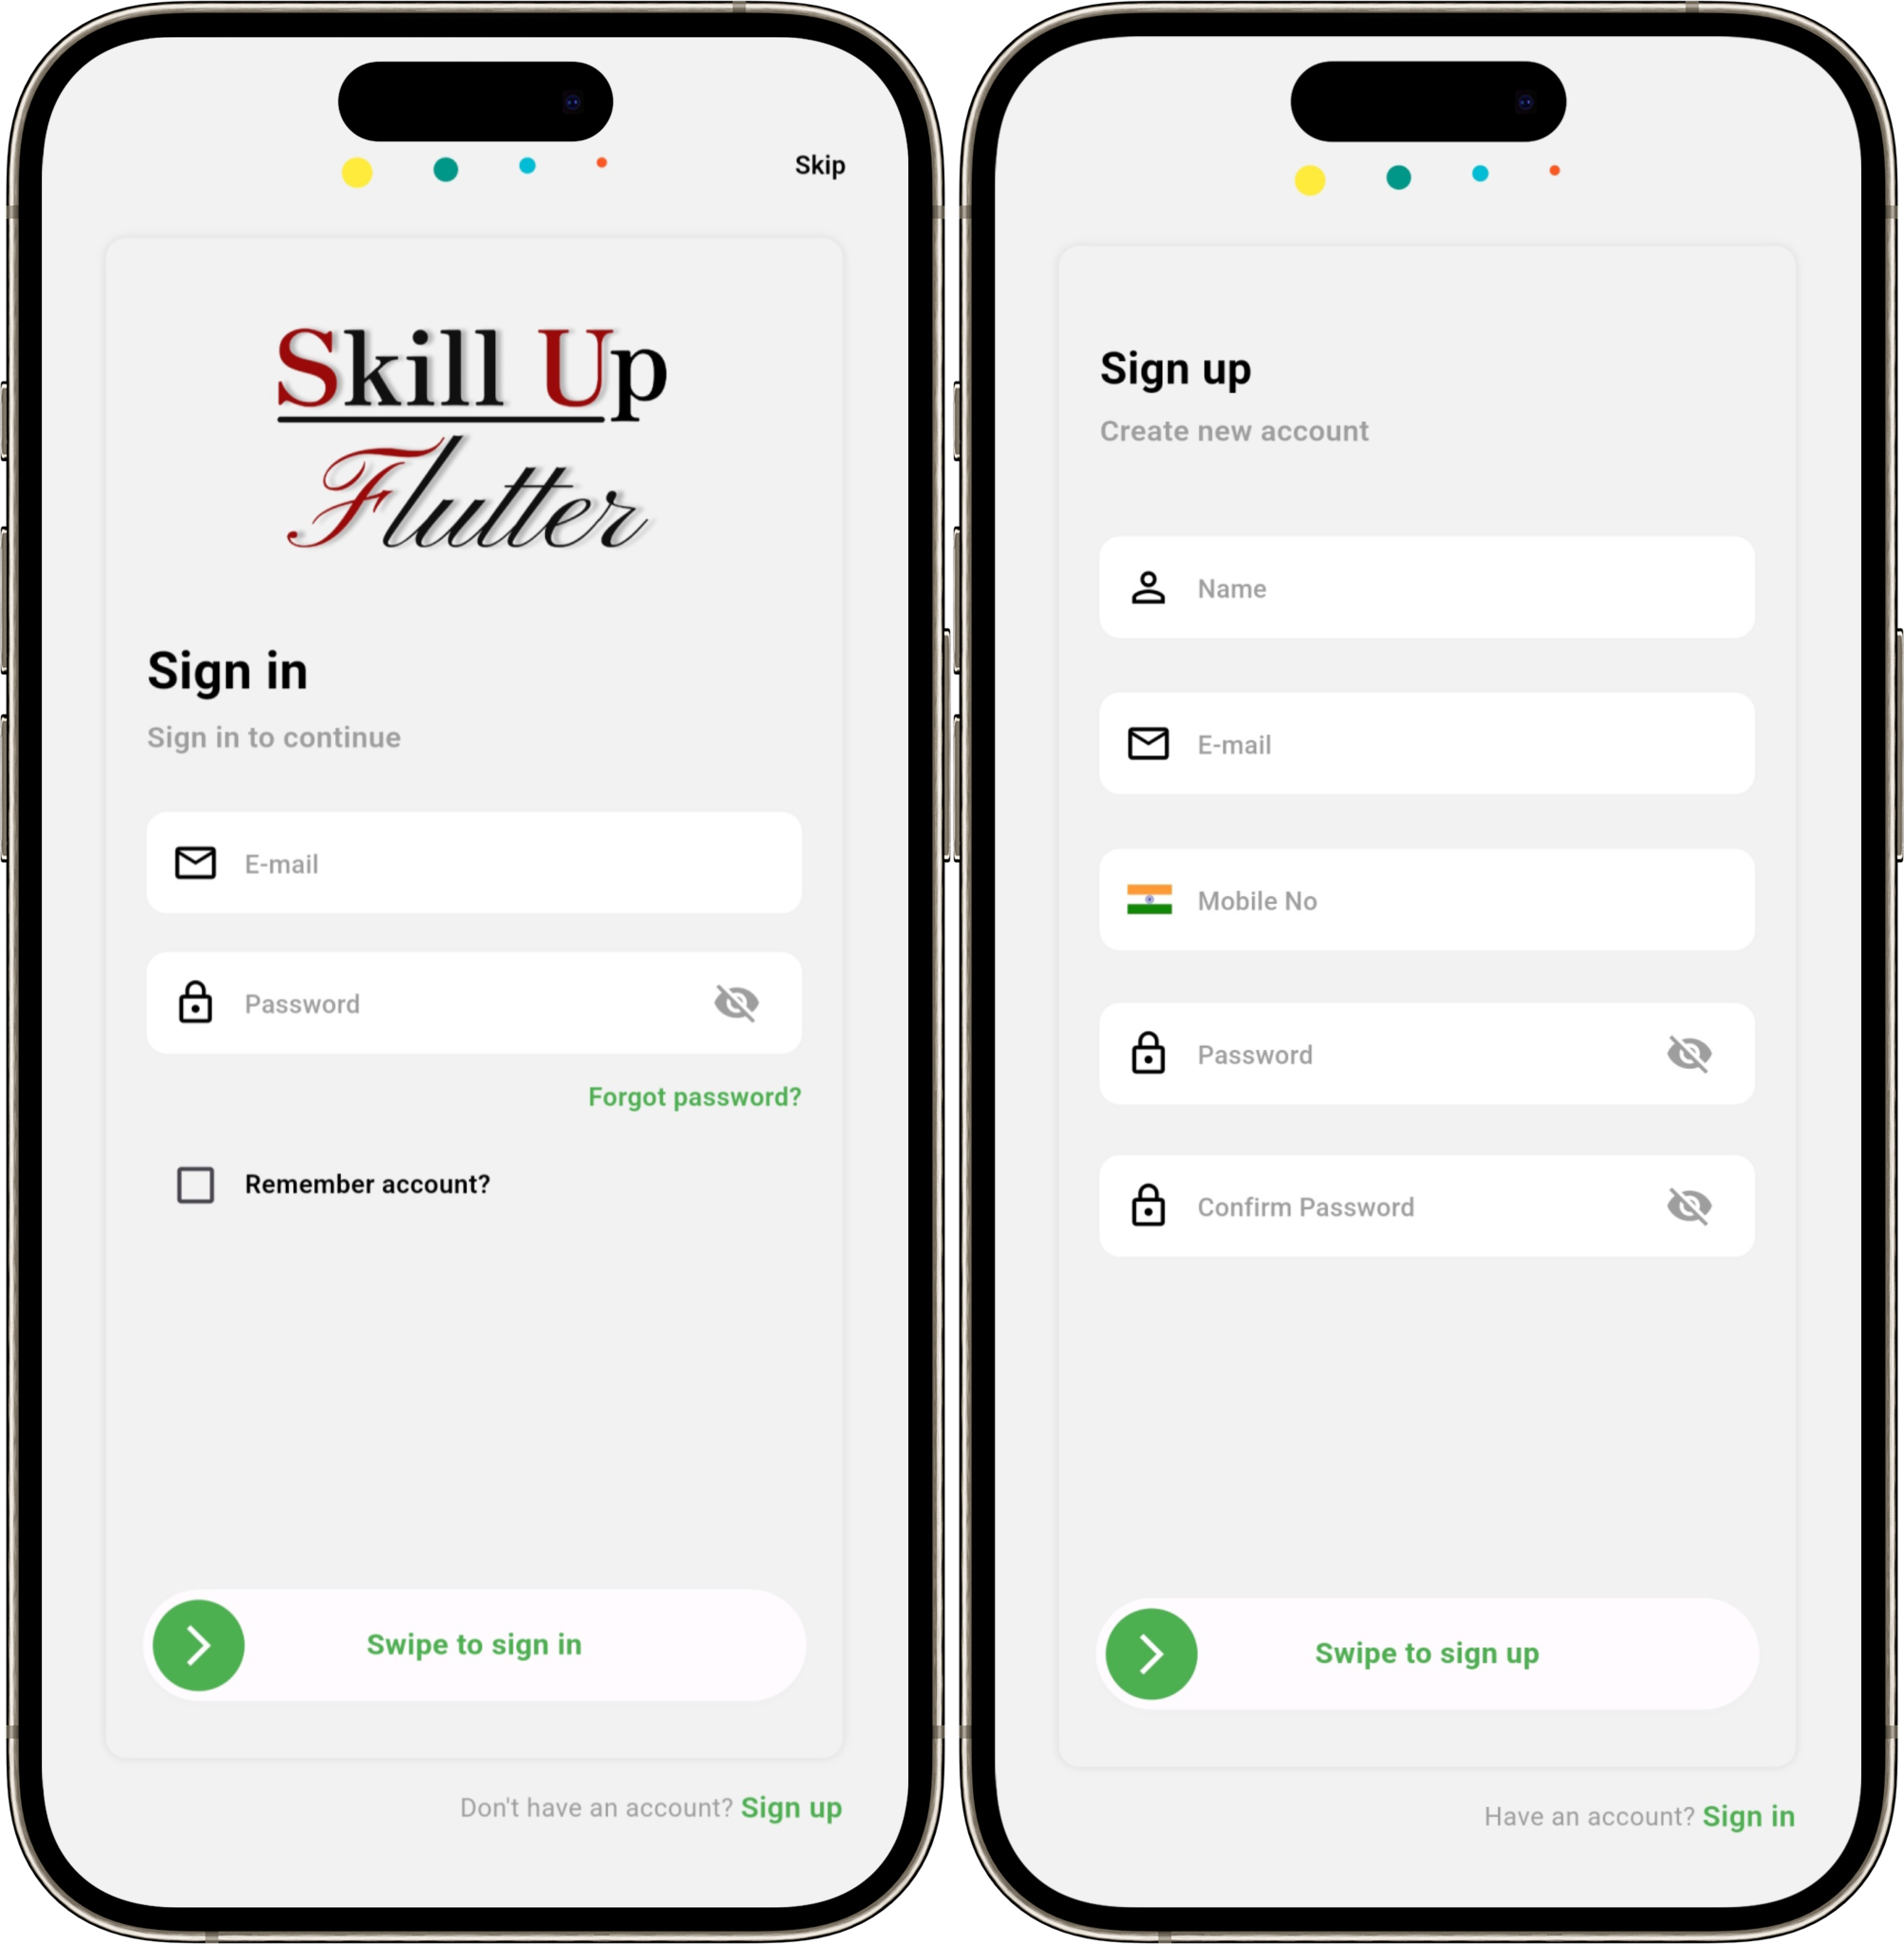 Skip
Skill Up
Flutter
Sign in
Sign in to continue
E-mail
Password
Forgot password?
Remember account?
Swipe to sign in
Don't have an account? Sign up
Sign up
Create new account
Name
E-mail
Mobile No
Password
Confirm Password
Swipe to sign up
Have an account? Sign in